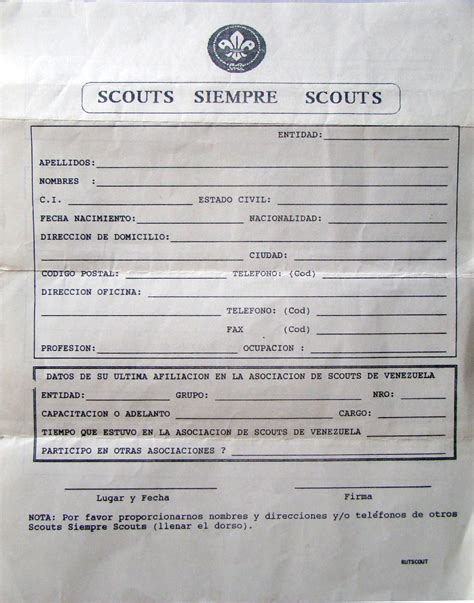 SCOUTS SIEMPRE SCOUTS
ENTIDAD:
APELLIDOS:
NOMBRES :
C.I. ESTADO CIVIL:
FECHA NACIMIENTO: NACIONALIDAD:
DIRECCION DE DOMICILIO:
CIUDAD:
CODIGO POSTAL: TELEFONO: (Cod)
DIRECCION OFICINA:
TELEFONO: (Cod)
FAX (Cod)
PROFESION: OCUPACION :
DATOS DE SU ULTIMA AFILIACION EN LA ASOCIACION DE SCOUTS DE VENEZUELA
ENTIDAD: GRUPO: NRO:
CAPACITACION O ADELANTO CARGO:
TIEMPO QUE ESTUVO EN LA ASOCIACION DE SCOUTS DE VENEZUELA
PARTICIPO EN OTRAS ASOCIACIONES ?
Lugar y Fecha Firma
NOTA: Por favor proporcionarnos nombres y direcciones y/o teléfonos de otros
Scouts Siempre Scouts (llenar el dorso).
RUTSCOUT